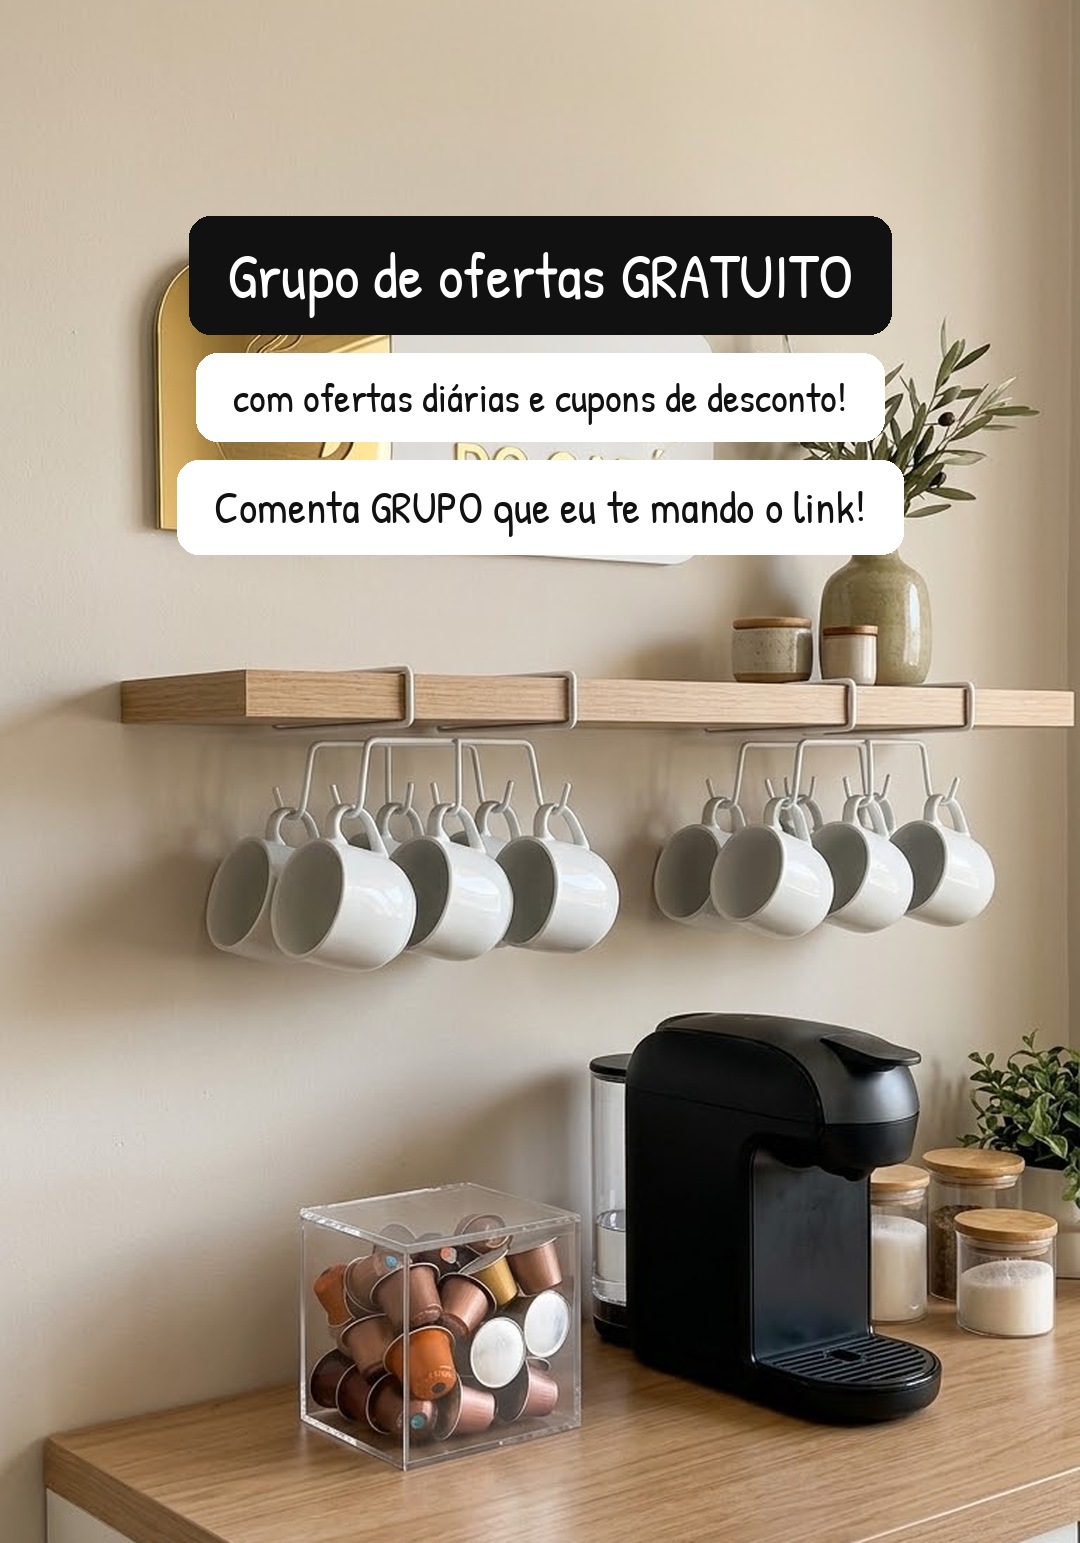 Grupo de ofertas GRATUITO
com ofertas diárias e cupons de desconto!
Comenta GRUPO que eu te mando o link!